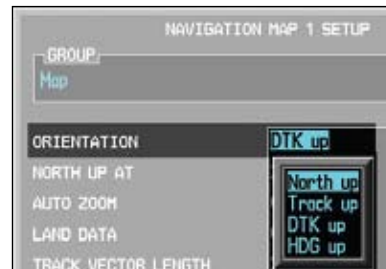 NAVIGATION MAP 1 SETUP
GROUP
Map
ORIENTATION DTK up
NORTH UP AT
AUTO ZOOM
LAND DATA
TRACK VECTOR LENGTH
North up
Track up
DTK up
HDG up